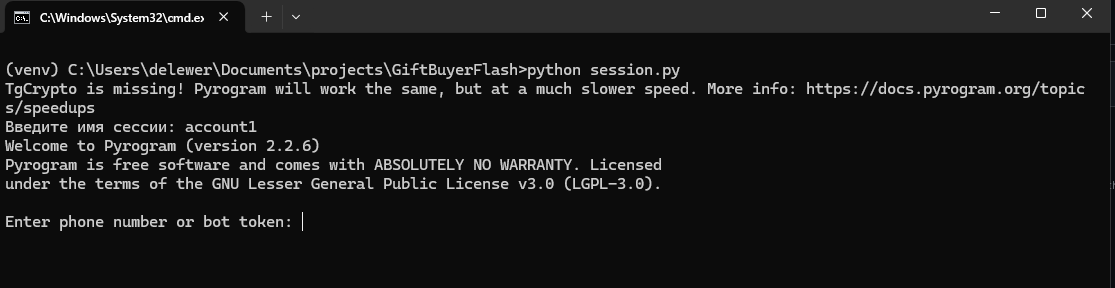 C:\Windows\System32\cmd.ex
(venv) C:\Users\delewer\Documents\projects\GiftBuyerFlash>python session.py
TgCrypto is missing! Pyrogram will work the same, but at a much slower speed. More info: https://docs.pyrogram.org/topic
s/speedups
Введите имя сессии: account1
Welcome to Pyrogram (version 2.2.6)
Pyrogram is free software and comes with ABSOLUTELY NO WARRANTY. Licensed
under the terms of the GNU Lesser General Public License v3.0 (LGPL-3.0).
Enter phone number or bot token: